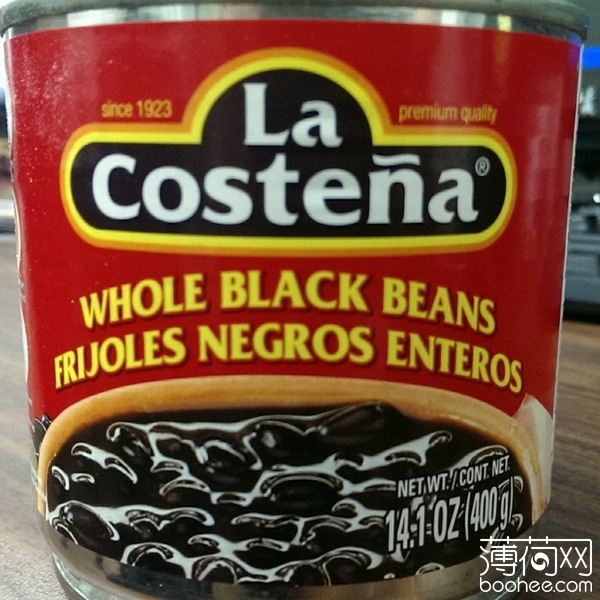 since 1923
premium quality
La
Costeña®
WHOLE BLACK BEANS
FRIJOLES NEGROS ENTEROS
NET WT. / CONT. NET.
14.1 OZ (400 g)
薄荷网
boohee.com